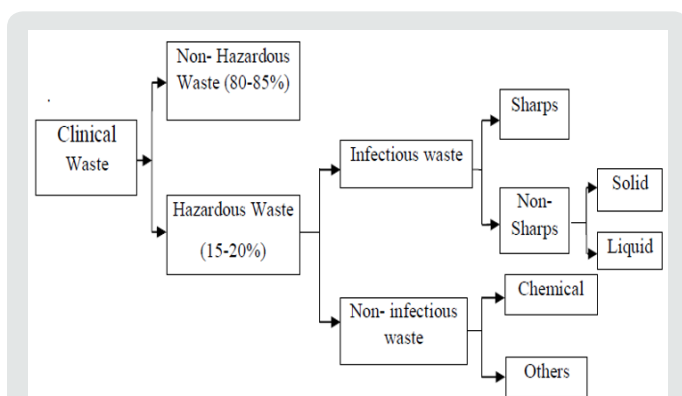 Non- Hazardous
Waste (80-85%)
Clinical
Waste
Hazardous Waste
(15-20%)
Infectious waste
Non- infectious
waste
Sharps
Non-
Sharps
Solid
Liquid
Chemical
Others